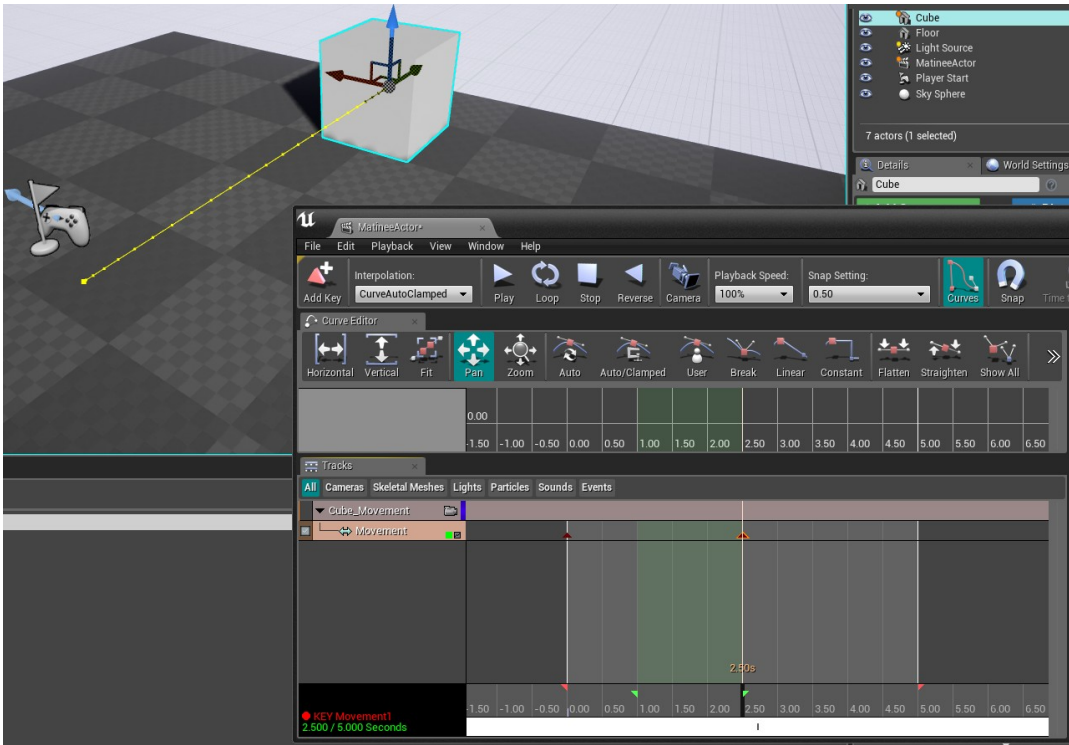 Cube
Floor
Light Source
MatineeActor
Player Start
Sky Sphere
7 actors (1 selected)
Details
World Settings
Cube
MatineeActor*
File Edit Playback View Window Help
Add Key
Interpolation:
CurveAutoClamped
Play Loop Stop Reverse Camera
Playback Speed:
100%
Snap Setting:
0.50
Curves Snap Time
Curve Editor
Horizontal Vertical Fit Pan Zoom Auto Auto/Clamped User Break Linear Constant Flatten Straighten Show All
0.00
-1.50 -1.00 -0.50 0.00 0.50 1.00 1.50 2.00 2.50 3.00 3.50 4.00 4.50 5.00 5.50 6.00 6.50
Tracks
All Cameras Skeletal Meshes Lights Particles Sounds Events
Cube_Movement
Movement
2.50s
-1.50 -1.00 -0.50 0.00 0.50 1.00 1.50 2.00 2.50 3.00 3.50 4.00 4.50 5.00 5.50 6.00 6.50
KEY Movement1
2.500 / 5.000 Seconds